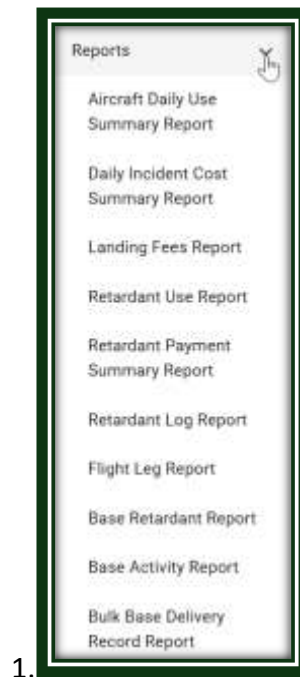 Reports
Aircraft Daily Use
Summary Report
Daily Incident Cost
Summary Report
Landing Fees Report
Retardant Use Report
Retardant Payment
Summary Report
Retardant Log Report
Flight Leg Report
Base Retardant Report
Base Activity Report
Bulk Base Delivery
Record Report
1.